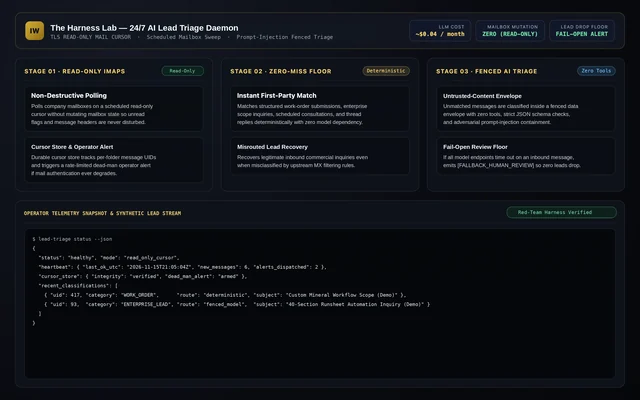 IW
The Harness Lab — 24/7 AI Lead Triage Daemon
TLS READ-ONLY MAIL CURSOR · Scheduled Mailbox Sweep · Prompt-Injection Fenced Triage
LLM COST
~$0.04 / month
MAILBOX MUTATION
ZERO (READ-ONLY)
LEAD DROP FLOOR
FAIL-OPEN ALERT
STAGE 01 · READ-ONLY IMAPS
Read-Only
Non-Destructive Polling
Polls company mailboxes on a scheduled read-only
cursor without mutating mailbox state so unread
flags and message headers are never disturbed.
Cursor Store & Operator Alert
Durable cursor store tracks per-folder message UIDs
and triggers a rate-limited dead-man operator alert
if mail authentication ever degrades.
STAGE 02 · ZERO-MISS FLOOR
Deterministic
Instant First-Party Match
Matches structured work-order submissions, enterprise
scope inquiries, scheduled consultations, and thread
replies deterministically with zero model dependency.
Misrouted Lead Recovery
Recovers legitimate inbound commercial inquiries even
when misclassified by upstream MX filtering rules.
STAGE 03 · FENCED AI TRIAGE
Zero Tools
Untrusted-Content Envelope
Unmatched messages are classified inside a fenced data
envelope with zero tools, strict JSON schema checks,
and adversarial prompt-injection containment.
Fail-Open Review Floor
If all model endpoints time out on an inbound message,
emits [FALLBACK_HUMAN_REVIEW] so zero leads drop.
OPERATOR TELEMETRY SNAPSHOT & SYNTHETIC LEAD STREAM
Red-Team Harness Verified
$ lead-triage status --json
{
"status": "healthy", "mode": "read_only_cursor",
"heartbeat": { "last_ok_utc": "2026-11-15T21:05:04Z", "new_messages": 6, "alerts_dispatched": 2 },
"cursor_store": { "integrity": "verified", "dead_man_alert": "armed" },
"recent_classifications": [
{ "uid": 417, "category": "WORK_ORDER", "route": "deterministic", "subject": "Custom Mineral Workflow Scope (Demo)" },
{ "uid": 93, "category": "ENTERPRISE_LEAD", "route": "fenced_model", "subject": "40-Section Runsheet Automation Inquiry (Demo)" }
]
}